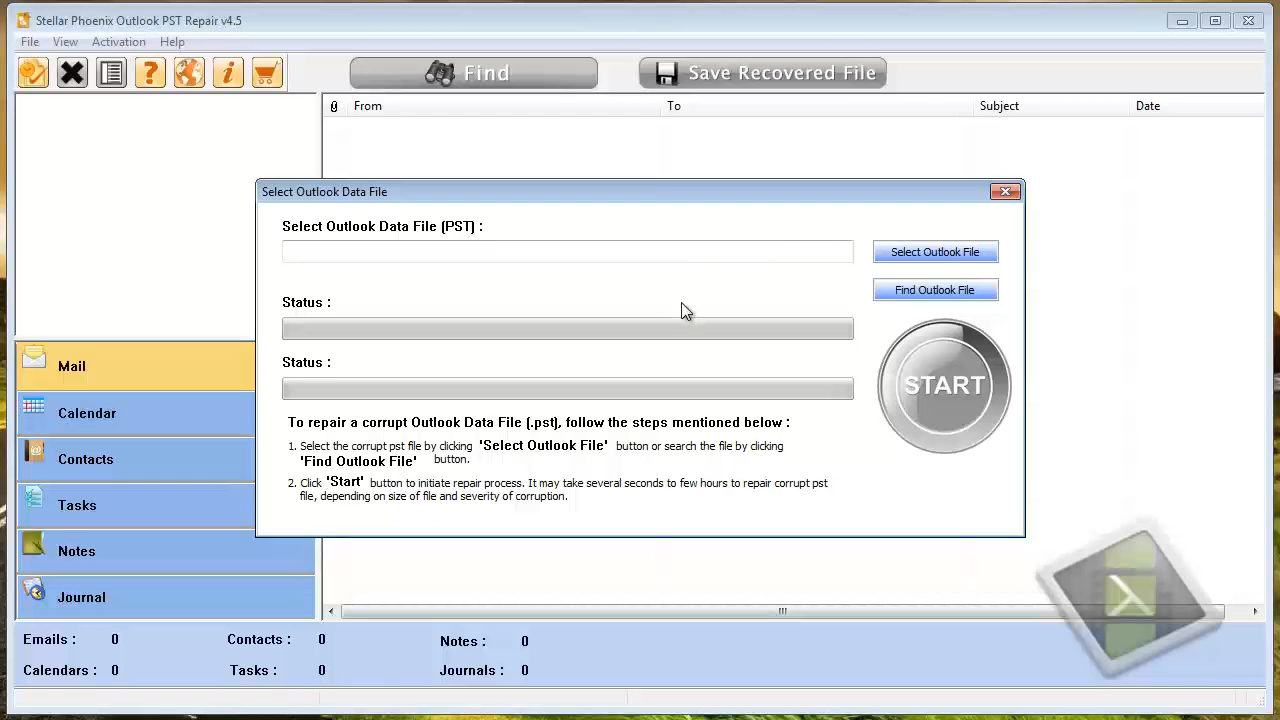 Stellar Phoenix Outlook PST Repair v4.5
File View Activation Help
Find Save Recovered File
From To Subject Date
Select Outlook Data File
Select Outlook Data File (PST) :
Select Outlook File
Find Outlook File
Status :
Status :
START
To repair a corrupt Outlook Data File (.pst), follow the steps mentioned below :
1. Select the corrupt pst file by clicking 'Select Outlook File' button or search the file by clicking
'Find Outlook File' button.
2. Click 'Start' button to initiate repair process. It may take several seconds to few hours to repair corrupt pst
file, depending on size of file and severity of corruption.
Mail
Calendar
Contacts
Tasks
Notes
Journal
Emails : 0 Contacts : 0 Notes : 0
Calendars : 0 Tasks : 0 Journals : 0